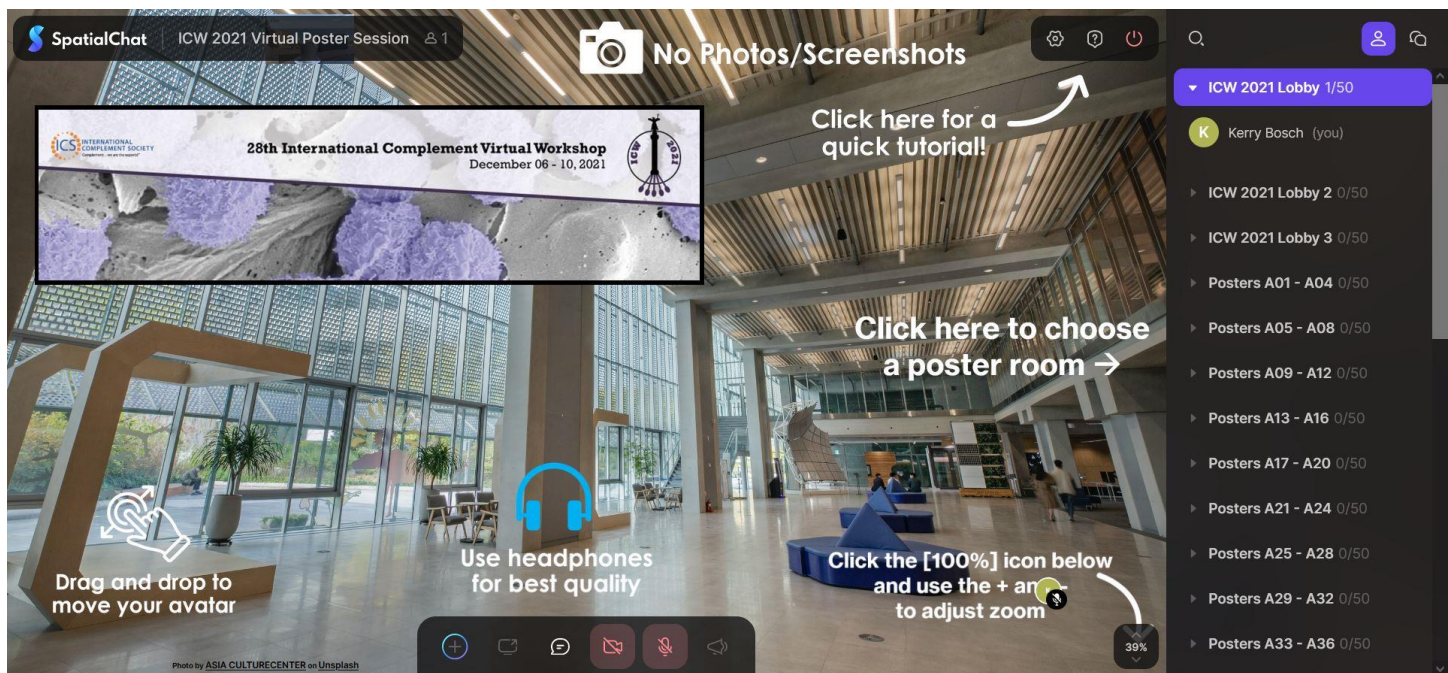 SpatialChat
ICW 2021 Virtual Poster Session
1
No Photos/Screenshots
Click here for a
quick tutorial!
ICS
INTERNATIONAL
COMPLEMENT SOCIETY
28th International Complement Virtual Workshop
December 06 - 10, 2021
ICW
2021
Click here to choose
a poster room →
Drag and drop to
move your avatar
Use headphones
for best quality
Click the [100%] icon below
and use the + an
to adjust zoom
39%
Photo by ASIA CULTURECENTER on Unsplash
ICW 2021 Lobby 1/50
K
Kerry Bosch (you)
ICW 2021 Lobby 2 0/50
ICW 2021 Lobby 3 0/50
Posters A01 - A04 0/50
Posters A05 - A08 0/50
Posters A09 - A12 0/50
Posters A13 - A16 0/50
Posters A17 - A20 0/50
Posters A21 - A24 0/50
Posters A25 - A28 0/50
Posters A29 - A32 0/50
Posters A33 - A36 0/50